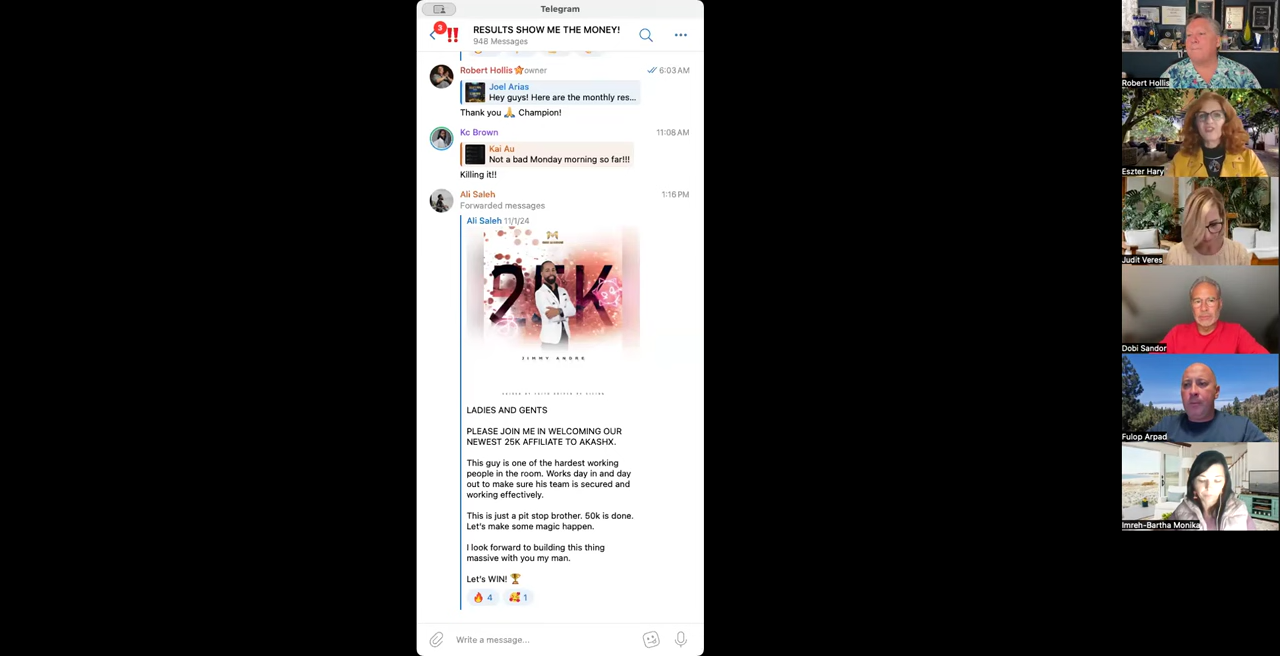 Telegram
3
RESULTS SHOW ME THE MONEY!
948 Messages
Robert Hollis owner 6:03 AM
Joel Arias
Hey guys! Here are the monthly res...
Thank you 🙏 Champion!
Kc Brown 11:08 AM
Kai Au
Not a bad Monday morning so far!!!
Killing it!!
Ali Saleh 1:16 PM
Forwarded messages
Ali Saleh 11/1/24
25K
JIMMY ANDRE
LADIES AND GENTS
PLEASE JOIN ME IN WELCOMING OUR
NEWEST 25K AFFILIATE TO AKASHX.
This guy is one of the hardest working
people in the room. Works day in and day
out to make sure his team is secured and
working effectively.
This is just a pit stop brother. 50k is done.
Let's make some magic happen.
I look forward to building this thing
massive with you my man.
Let's WIN! 🏆
🔥 4 🥰 1
Write a message...
Robert Hollis
Eszter Hary
Judit Veres
Dobi Sandor
Fulop Arpad
Imreh-Bartha Monika